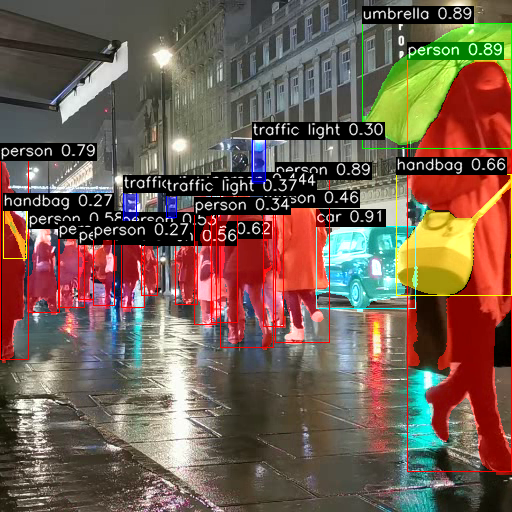 umbrella 0.89
person 0.89
traffic light 0.30
person 0.79
person 0.89
handbag 0.66
traffic light 0.37
44
handbag 0.27
person 0.34
0.46
car 0.91
person 0.58
0.53
person 0.27
0.56
0.62